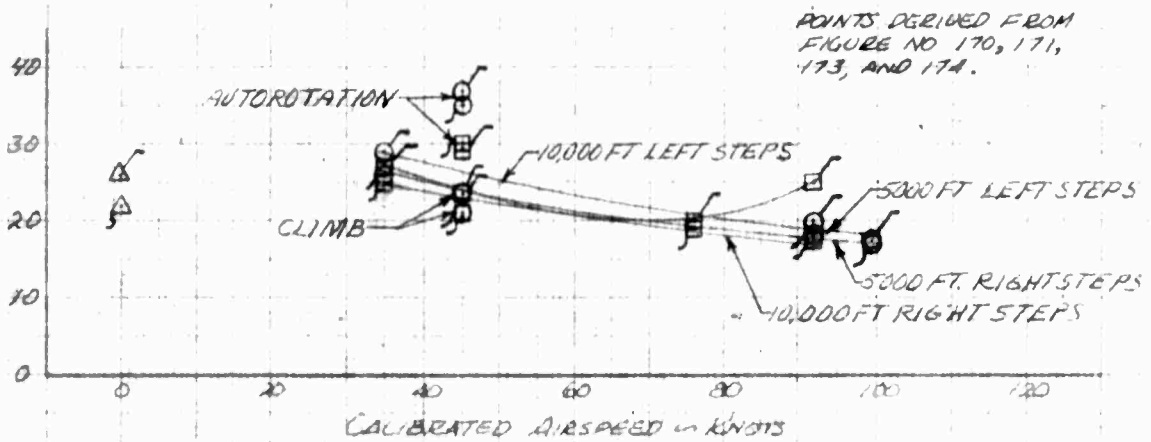 POINTS DERIVED FROM
FIGURE NO 170, 171,
173, AND 174.
40
AUTOROTATION
30
10,000 FT LEFT STEPS
5000 FT LEFT STEPS
20
CLIMB
5000 FT. RIGHT STEPS
10,000 FT RIGHT STEPS
10
0
0 20 40 60 80 100 120
CALIBRATED AIRSPEED ~ KNOTS